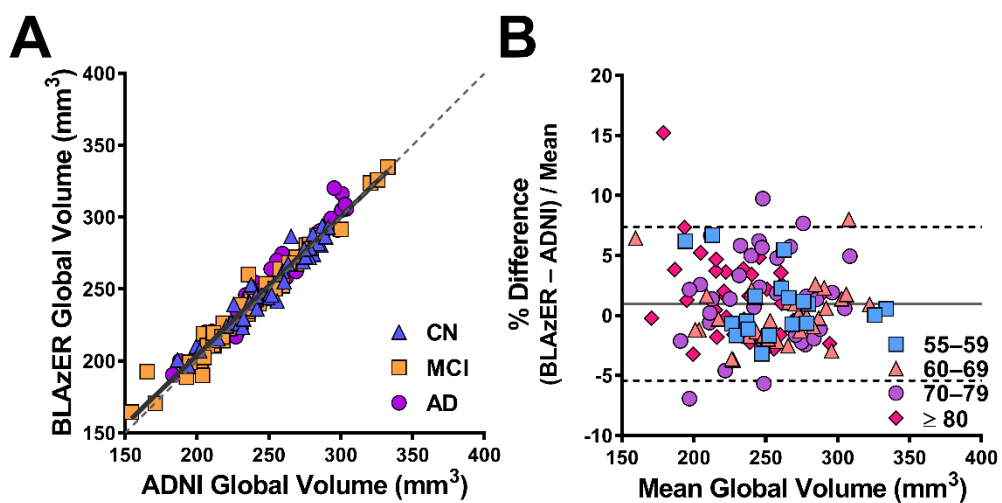 A
BLAzER Global Volume (mm³)
400
350
300
250
200
150
150 200 250 300 350 400
ADNI Global Volume (mm³)
CN
MCI
AD
B
% Difference
(BLAzER – ADNI) / Mean
20
15
10
5
0
-5
-10
150 200 250 300 350 400
Mean Global Volume (mm³)
55–59
60–69
70–79
≥ 80